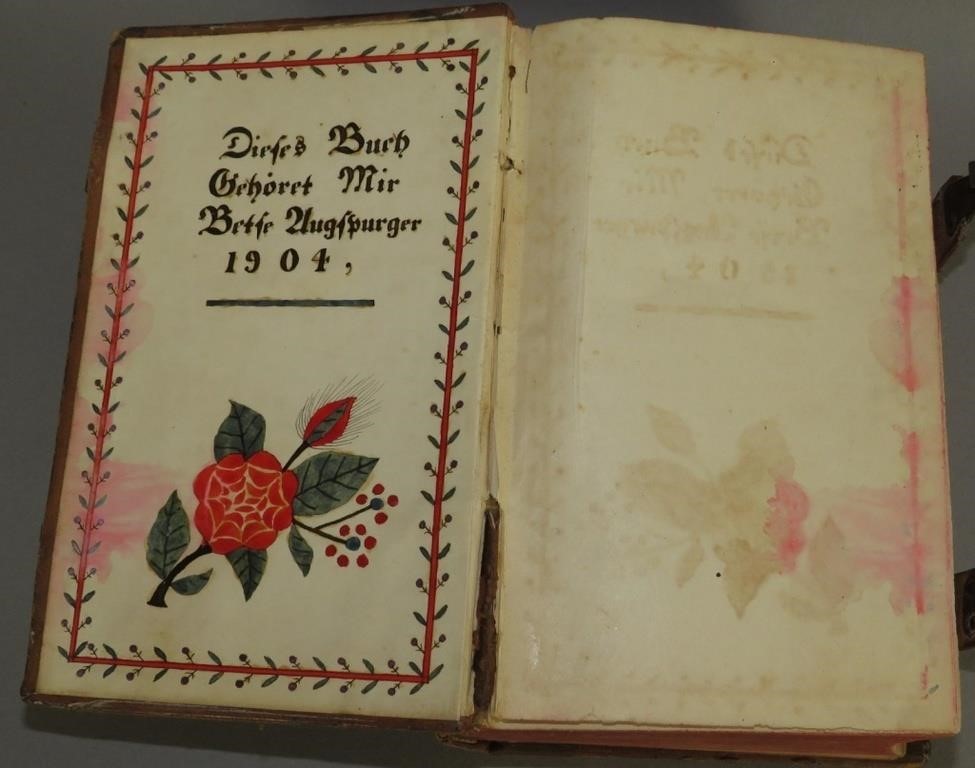 Dieses Buch
Gehöret Mir
Betse Augspurger
1904,